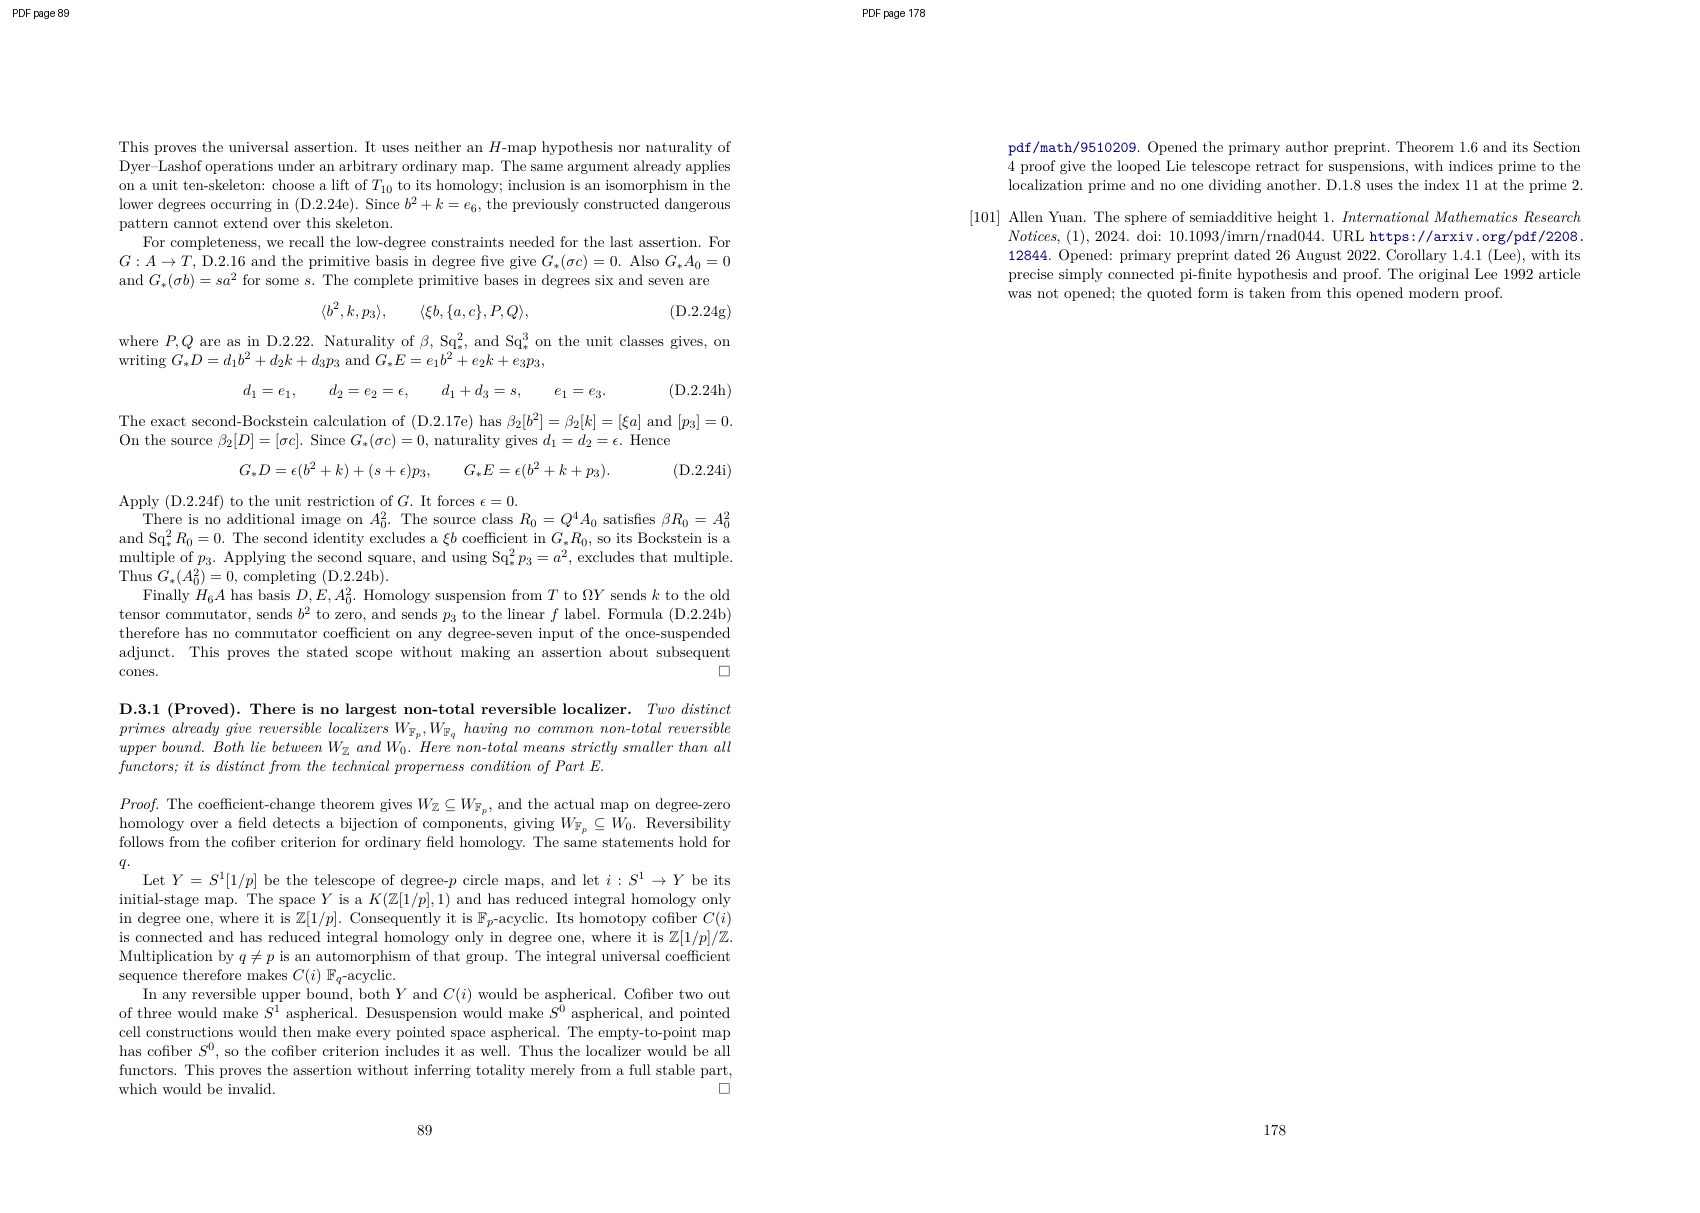 PDF page 89
This proves the universal assertion. It uses neither an H-map hypothesis nor naturality of
Dyer–Lashof operations under an arbitrary ordinary map. The same argument already applies
on a unit ten-skeleton: choose a lift of T₁₀ to its homology; inclusion is an isomorphism in the
lower degrees occurring in (D.2.24e). Since b² + k = e₆, the previously constructed dangerous
pattern cannot extend over this skeleton.
For completeness, we recall the low-degree constraints needed for the last assertion. For
G : A → T, D.2.16 and the primitive basis in degree five give G∗(σc) = 0. Also G∗A₀ = 0
and G∗(σb) = sa² for some s. The complete primitive bases in degrees six and seven are
⟨b², k, p₃⟩, ⟨ξb, {a, c}, P, Q⟩, (D.2.24g)
where P, Q are as in D.2.22. Naturality of β, Sq²∗, and Sq³∗ on the unit classes gives, on
writing G∗D = d₁b² + d₂k + d₃p₃ and G∗E = e₁b² + e₂k + e₃p₃,
d₁ = e₁, d₂ = e₂ = ϵ, d₁ + d₃ = s, e₁ = e₃. (D.2.24h)
The exact second-Bockstein calculation of (D.2.17e) has β₂[b²] = β₂[k] = [ξa] and [p₃] = 0.
On the source β₂[D] = [σc]. Since G∗(σc) = 0, naturality gives d₁ = d₂ = ϵ. Hence
G∗D = ϵ(b² + k) + (s + ϵ)p₃, G∗E = ϵ(b² + k + p₃). (D.2.24i)
Apply (D.2.24f) to the unit restriction of G. It forces ϵ = 0.
There is no additional image on A₀². The source class R₀ = Q⁴A₀ satisfies βR₀ = A₀²
and Sq²∗ R₀ = 0. The second identity excludes a ξb coefficient in G∗R₀, so its Bockstein is a
multiple of p₃. Applying the second square, and using Sq²∗ p₃ = a², excludes that multiple.
Thus G∗(A₀²) = 0, completing (D.2.24b).
Finally H₆A has basis D, E, A₀². Homology suspension from T to ΩY sends k to the old
tensor commutator, sends b² to zero, and sends p₃ to the linear f label. Formula (D.2.24b)
therefore has no commutator coefficient on any degree-seven input of the once-suspended
adjunct. This proves the stated scope without making an assertion about subsequent
cones. □
D.3.1 (Proved). There is no largest non-total reversible localizer. Two distinct
primes already give reversible localizers W_{𝔽_p}, W_{𝔽_q} having no common non-total reversible
upper bound. Both lie between W_ℤ and W₀. Here non-total means strictly smaller than all
functors; it is distinct from the technical properness condition of Part E.
Proof. The coefficient-change theorem gives W_ℤ ⊆ W_{𝔽_p}, and the actual map on degree-zero
homology over a field detects a bijection of components, giving W_{𝔽_p} ⊆ W₀. Reversibility
follows from the cofiber criterion for ordinary field homology. The same statements hold for
q.
Let Y = S¹[1/p] be the telescope of degree-p circle maps, and let i : S¹ → Y be its
initial-stage map. The space Y is a K(ℤ[1/p], 1) and has reduced integral homology only
in degree one, where it is ℤ[1/p]. Consequently it is 𝔽_p-acyclic. Its homotopy cofiber C(i)
is connected and has reduced integral homology only in degree one, where it is ℤ[1/p]/ℤ.
Multiplication by q ≠ p is an automorphism of that group. The integral universal coefficient
sequence therefore makes C(i) 𝔽_q-acyclic.
In any reversible upper bound, both Y and C(i) would be aspherical. Cofiber two out
of three would make S¹ aspherical. Desuspension would make S⁰ aspherical, and pointed
cell constructions would then make every pointed space aspherical. The empty-to-point map
has cofiber S⁰, so the cofiber criterion includes it as well. Thus the localizer would be all
functors. This proves the assertion without inferring totality merely from a full stable part,
which would be invalid. □
89
PDF page 178
pdf/math/9510209. Opened the primary author preprint. Theorem 1.6 and its Section
4 proof give the looped Lie telescope retract for suspensions, with indices prime to the
localization prime and no one dividing another. D.1.8 uses the index 11 at the prime 2.
[101] Allen Yuan. The sphere of semiadditive height 1. International Mathematics Research
Notices, (1), 2024. doi: 10.1093/imrn/rnad044. URL https://arxiv.org/pdf/2208.
12844. Opened: primary preprint dated 26 August 2022. Corollary 1.4.1 (Lee), with its
precise simply connected pi-finite hypothesis and proof. The original Lee 1992 article
was not opened; the quoted form is taken from this opened modern proof.
178